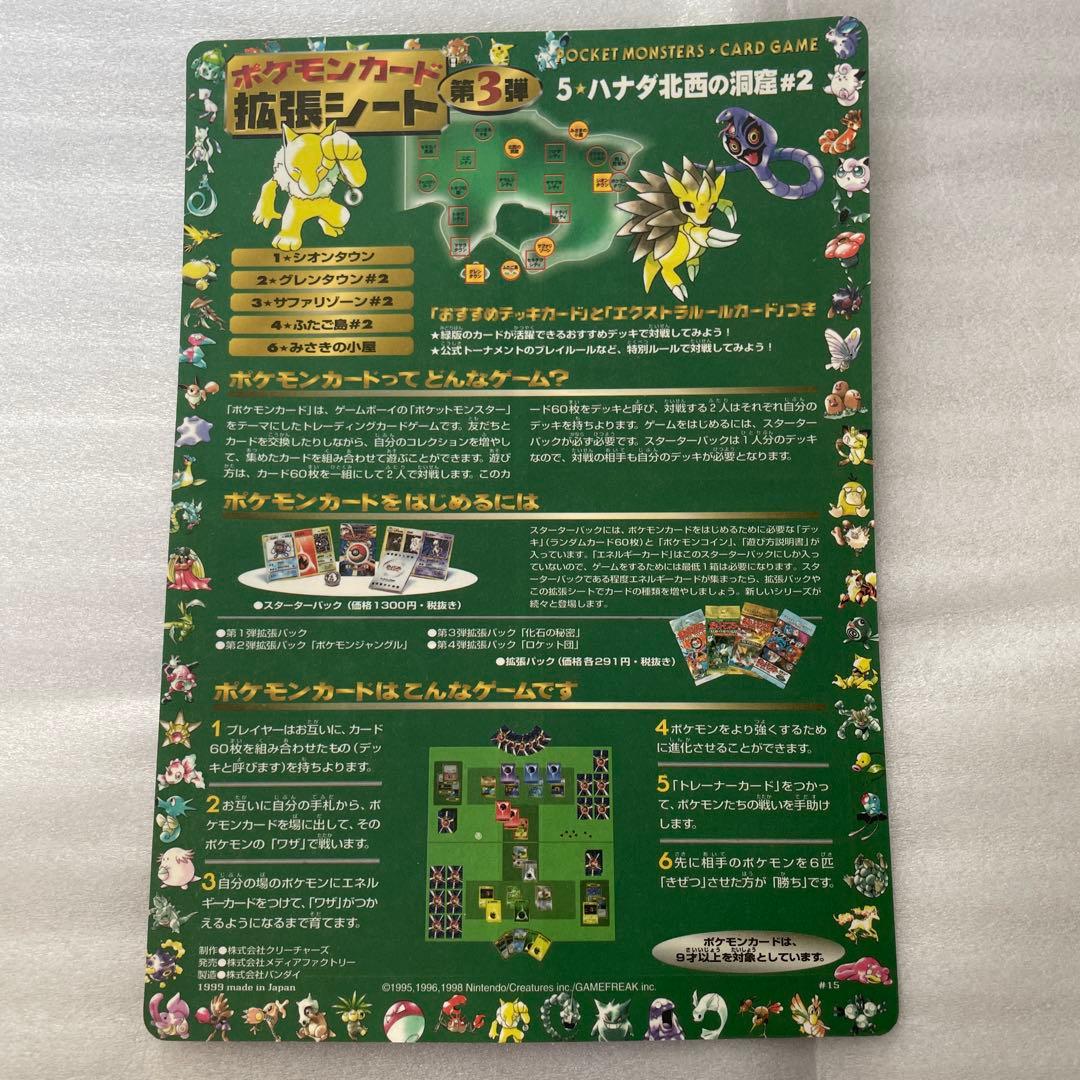 POCKET MONSTERS★CARD GAME
ポケモンカード
拡張シート
第3弾
5★ハナダ北西の洞窟#2
みさきの小屋
シオンタウン
サファリゾーン
グレンタウン
1★シオンタウン
2★グレンタウン#2
3★サファリゾーン#2
4★ふたご島#2
6★みさきの小屋
「おすすめデッキカード」と「エクストラルールカード」つき
★緑版のカードが活躍できるおすすめデッキで対戦してみよう!
★公式トーナメントのプレイルールなど、特別ルールで対戦してみよう!
ポケモンカードってどんなゲーム?
「ポケモンカード」は、ゲームボーイの「ポケットモンスター」
をテーマにしたトレーディングカードゲームです。友だちと
カードを交換したりしながら、自分のコレクションを増やし
て、集めたカードを組み合わせて遊ぶことができます。遊び
方は、カード60枚を一組にして2人で対戦します。このカ
ード60枚をデッキと呼び、対戦する2人はそれぞれ自分の
デッキを持ちよります。ゲームをはじめるには、スターター
パックが必ず必要です。スターターパックは1人分のデッキ
なので、対戦の相手も自分のデッキが必要となります。
ポケモンカードをはじめるには
スターターパックには、ポケモンカードをはじめるために必要な「デッ
キ」(ランダムカード60枚)と「ポケモンコイン」、「遊び方説明書」が
入っています。「エネルギーカード」はこのスターターパックにしか入っ
ていないので、ゲームをするためには最低1箱は必要になります。ス
ターターパックである程度エネルギーカードが集まったら、拡張パックや
この拡張シートでカードの種類を増やしましょう。新しいシリーズが
続々と登場します。
●スターターパック(価格1300円・税抜き)
●第1弾拡張パック
●第2弾拡張パック「ポケモンジャングル」
●第3弾拡張パック「化石の秘密」
●第4弾拡張パック「ロケット団」
●拡張パック(価格各291円・税抜き)
ポケモンカードはこんなゲームです
1プレイヤーはお互いに、カード
60枚を組み合わせたもの(デッ
キと呼びます)を持ちよります。
2お互いに自分の手札から、ポ
ケモンカードを場に出して、その
ポケモンの「ワザ」で戦います。
3自分の場のポケモンにエネル
ギーカードをつけて、「ワザ」がつか
えるようになるまで育てます。
4ポケモンをより強くするため
に進化させることができます。
5「トレーナーカード」をつかっ
て、ポケモンたちの戦いを手助け
します。
6先に相手のポケモンを6匹
「きぜつ」させた方が「勝ち」です。
制作●株式会社クリーチャーズ
発売●株式会社メディアファクトリー
製造●株式会社バンダイ
1999 made in Japan
ポケモンカードは、
9才以上を対象としています。
©1995,1996,1998 Nintendo/Creatures inc./GAMEFREAK inc.
#15